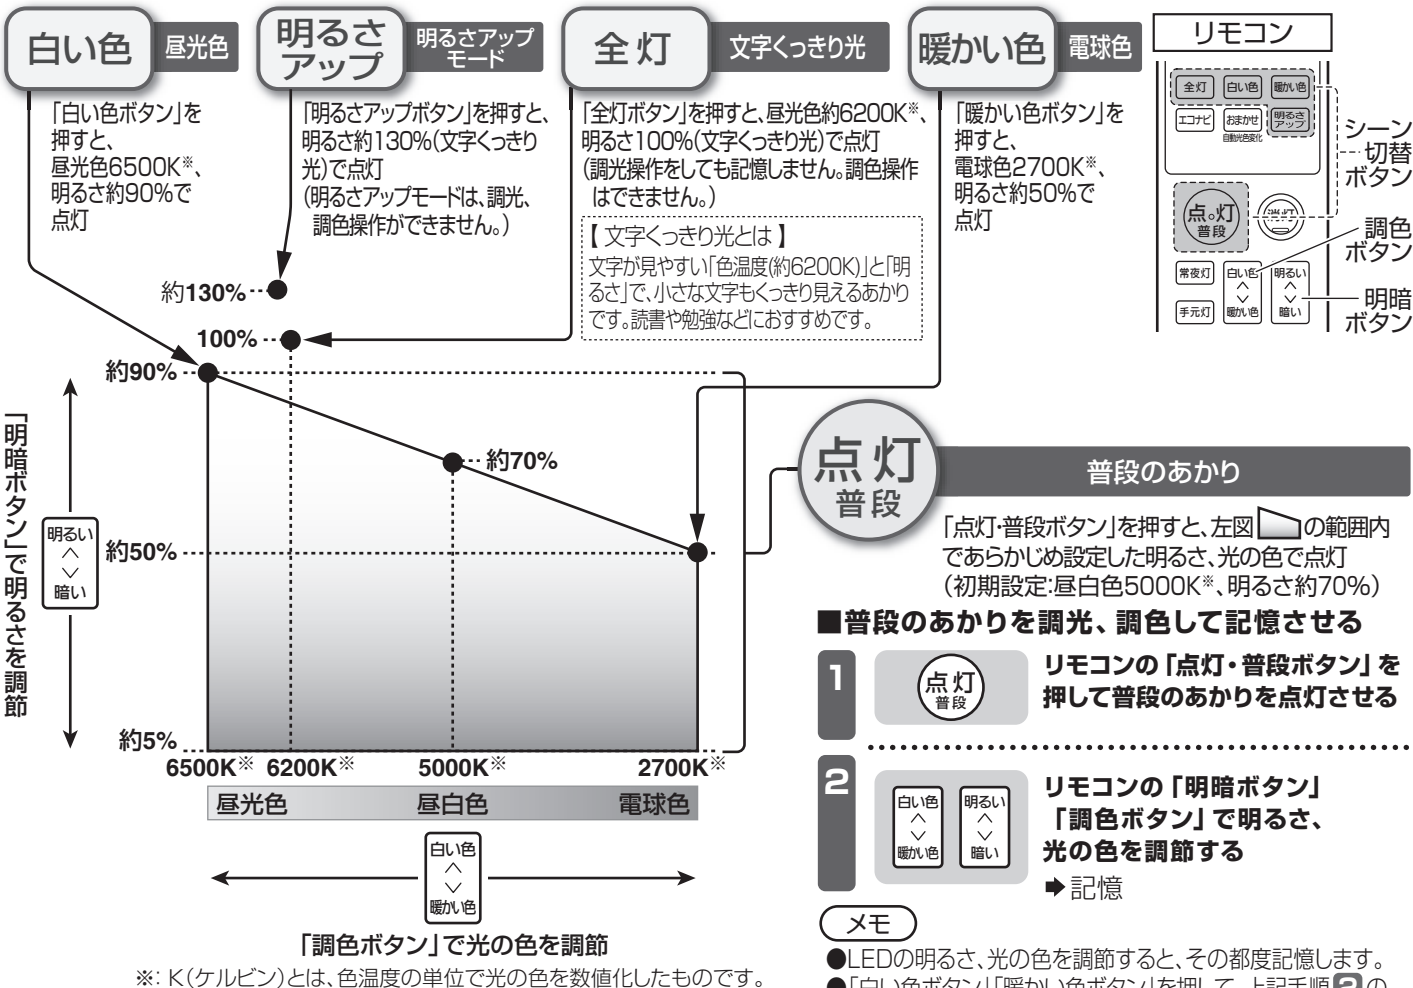 白い色 昼光色
「白い色ボタン」を
押すと、
昼光色6500K※、
明るさ約90%で
点灯
明るさ
アップ
明るさアップ
モード
「明るさアップボタン」を押すと、
明るさ約130%(文字くっきり
光)で点灯
(明るさアップモードは、調光、
調色操作ができません。)
全灯 文字くっきり光
「全灯ボタン」を押すと、昼光色約6200K※、
明るさ100%(文字くっきり光)で点灯
(調光操作をしても記憶しません。調色操作
はできません。)
【 文字くっきり光とは 】
文字が見やすい「色温度(約6200K)」と「明
るさ」で、小さな文字もくっきり見えるあかり
です。読書や勉強などにおすすめです。
暖かい色 電球色
「暖かい色ボタン」を
押すと、
電球色2700K※、
明るさ約50%で
点灯
リモコン
全灯 白い色 暖かい色
エコナビ おまかせ 明るさ
アップ
自動光色変化
点灯
普段
消灯
常夜灯 白い色 明るい
手元灯 暖かい色 暗い
シーン
切替
ボタン
調色
ボタン
明暗
ボタン
約130%
100%
約90%
約70%
約50%
約5%
「明暗ボタン」で明るさを調節
明るい
暗い
6500K※ 6200K※ 5000K※ 2700K※
昼光色 昼白色 電球色
白い色
暖かい色
「調色ボタン」で光の色を調節
※: K(ケルビン)とは、色温度の単位で光の色を数値化したものです。
点灯
普段
普段のあかり
「点灯・普段ボタン」を押すと、左図 の範囲内
であらかじめ設定した明るさ、光の色で点灯
(初期設定:昼白色5000K※、明るさ約70%)
■普段のあかりを調光、調色して記憶させる
1
点灯
普段
リモコンの「点灯・普段ボタン」を
押して普段のあかりを点灯させる
2
白い色 明るい
暖かい色 暗い
リモコンの「明暗ボタン」
「調色ボタン」で明るさ、
光の色を調節する
➡記憶
メモ
●LEDの明るさ、光の色を調節すると、その都度記憶します。
●「白い色ボタン」「暖かい色ボタン」を押して、上記手順2の